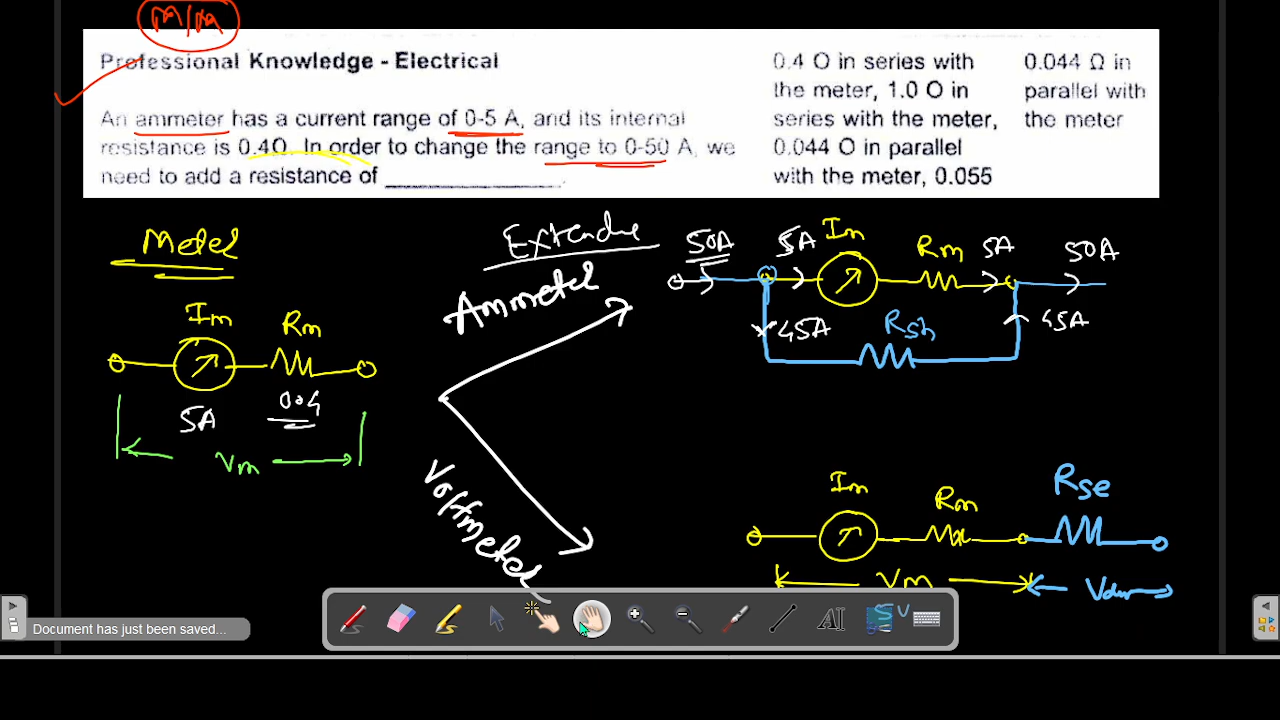 m/m
Professional Knowledge - Electrical
An ammeter has a current range of 0-5 A, and its internal
resistance is 0.4O. In order to change the range to 0-50 A, we
need to add a resistance of ____________
0.4 O in series with
the meter, 1.0 O in
series with the meter,
0.044 O in parallel
with the meter, 0.055
0.044 Ω in
parallel with
the meter
Meter
Im
Rm
5A
0.4
Vm
Ammeter
Voltmeter
50A
5A
Im
Rm
5A
50A
45A
Rsh
45A
Im
Rm
Rse
Vm
5V
Document has just been saved...